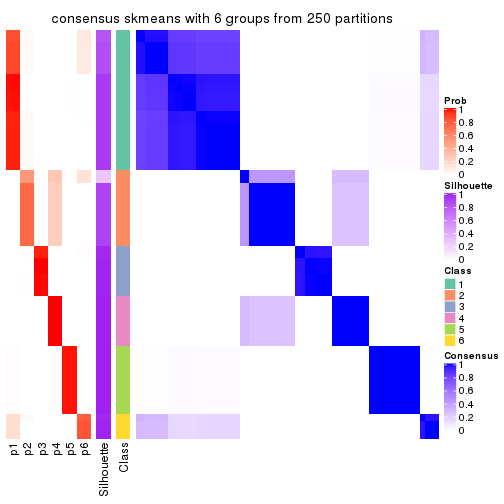 consensus skmeans with 6 groups from 250 partitions
Prob
1
0.8
0.6
0.4
0.2
0
Silhouette
1
0.8
0.6
0.4
0.2
0
Class
1
2
3
4
5
6
Consensus
1
0.8
0.6
0.4
0.2
0
p1
p2
p3
p4
p5
p6
Silhouette
Class